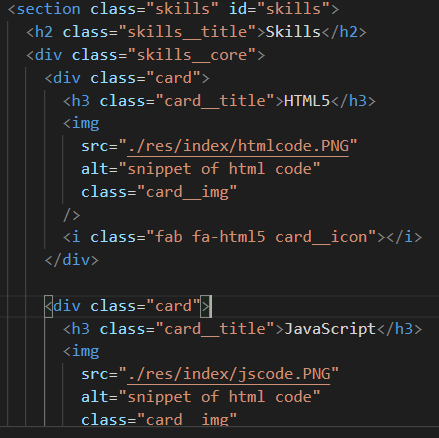 <section class="skills" id="skills">
<h2 class="skills__title">Skills</h2>
<div class="skills__core">
<div class="card">
<h3 class="card__title">HTML5</h3>
<img
src="./res/index/htmlcode.PNG"
alt="snippet of html code"
class="card__img"
/>
<i class="fab fa-html5 card__icon"></i>
</div>
<div class="card">
<h3 class="card__title">JavaScript</h3>
<img
src="./res/index/jscode.PNG"
alt="snippet of html code"
class="card__img"